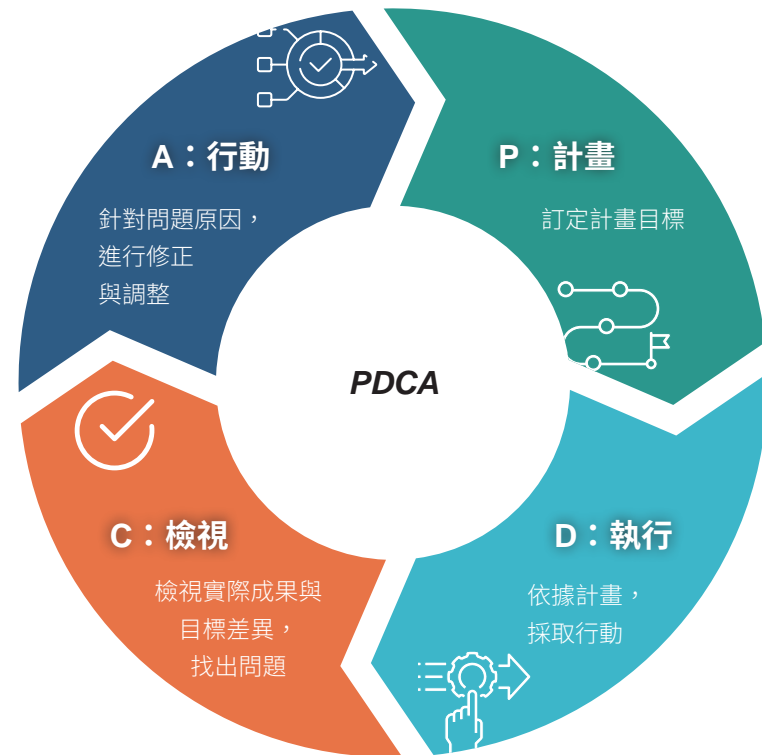 A：行動
針對問題原因，
進行修正
與調整
P：計畫
訂定計畫目標
PDCA
C：檢視
檢視實際成果與
目標差異，
找出問題
D：執行
依據計畫，
採取行動